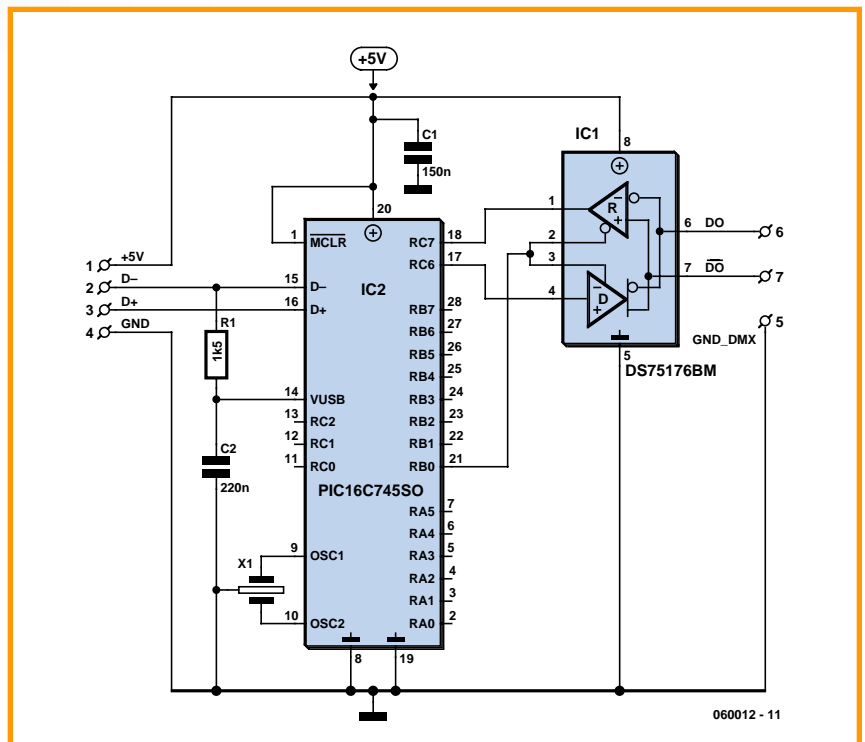 +5V
C1
150n
IC1
8
20
1
MCLR
RC7
18
1
R
−
+
6
DO
6
RC6
17
2
3
7
DO
7
1
+5V
2
D−
15
D−
IC2
3
D+
16
D+
4
GND
4
D
−
+
5
GND_DMX
R1
1k5
RB7
28
RB6
27
RB5
26
RB4
25
5
DS75176BM
14
VUSB
RB3
24
13
RC2
RB2
23
12
RC1
RB1
22
11
RC0
RB0
21
C2
220n
PIC16C745SO
RA5
7
RA4
6
9
OSC1
RA3
5
X1
RA2
4
RA1
3
10
OSC2
RA0
2
8
19
060012 - 11